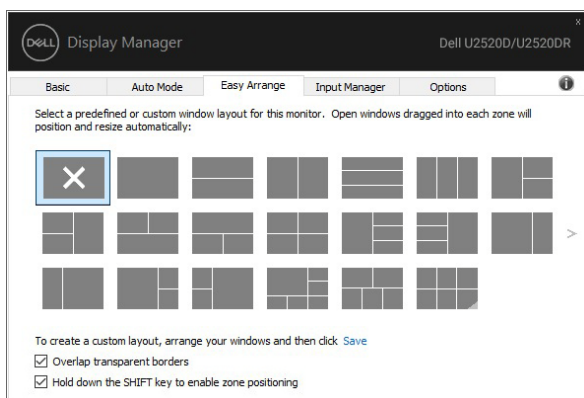 x
DELL Display Manager Dell U2520D/U2520DR
Basic Auto Mode Easy Arrange Input Manager Options
Select a predefined or custom window layout for this monitor. Open windows dragged into each zone will
position and resize automatically:
To create a custom layout, arrange your windows and then click Save
Overlap transparent borders
Hold down the SHIFT key to enable zone positioning